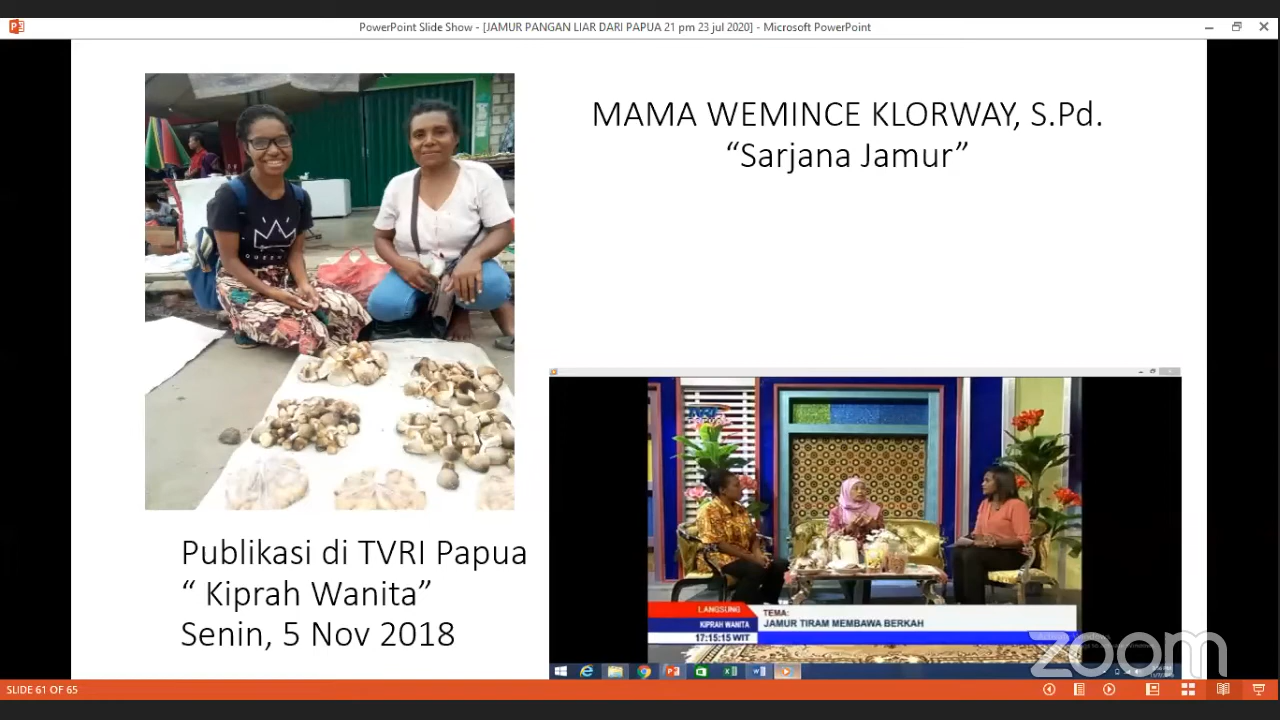 PowerPoint Slide Show - [JAMUR PANGAN LIAR DARI PAPUA 21 pm 23 jul 2020] - Microsoft PowerPoint
MAMA WEMINCE KLORWAY, S.Pd.
“Sarjana Jamur”
QUEEN
TVRI
LANGSUNG
KIPRAH WANITA
17:15:15 WIT
TEMA:
JAMUR TIRAM MEMBAWA BERKAH
Publikasi di TVRI Papua
“ Kiprah Wanita”
Senin, 5 Nov 2018
zoom
SLIDE 61 OF 65